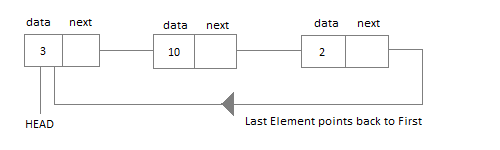 data next data next data next
3 10 2
HEAD Last Element points back to First